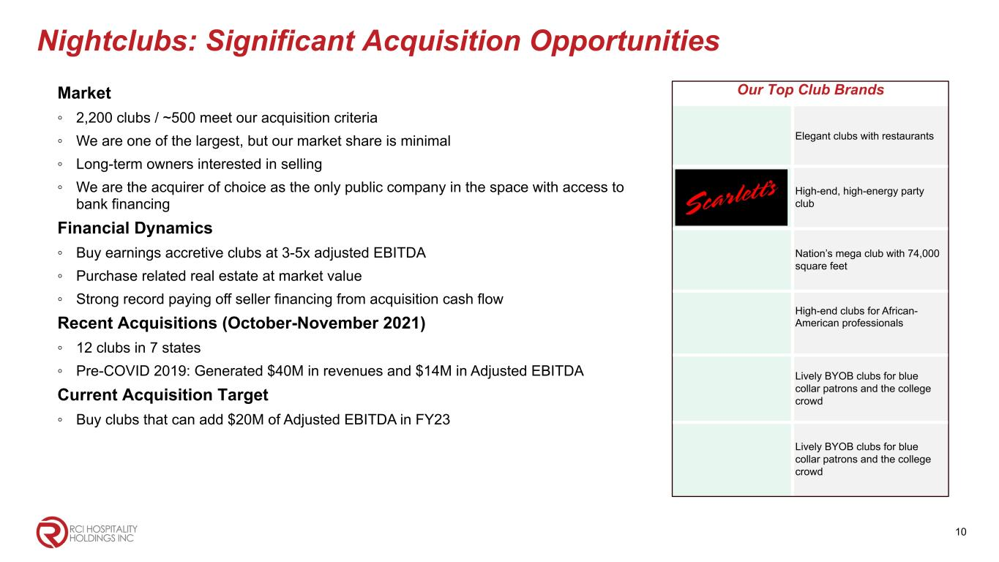 Nightclubs: Significant Acquisition Opportunities
Market
◦ 2,200 clubs / ~500 meet our acquisition criteria
◦ We are one of the largest, but our market share is minimal
◦ Long-term owners interested in selling
◦ We are the acquirer of choice as the only public company in the space with access to
bank financing
Financial Dynamics
◦ Buy earnings accretive clubs at 3-5x adjusted EBITDA
◦ Purchase related real estate at market value
◦ Strong record paying off seller financing from acquisition cash flow
Recent Acquisitions (October-November 2021)
◦ 12 clubs in 7 states
◦ Pre-COVID 2019: Generated $40M in revenues and $14M in Adjusted EBITDA
Current Acquisition Target
◦ Buy clubs that can add $20M of Adjusted EBITDA in FY23
Our Top Club Brands
Elegant clubs with restaurants
Scarlett's
High-end, high-energy party
club
Nation’s mega club with 74,000
square feet
High-end clubs for African-
American professionals
Lively BYOB clubs for blue
collar patrons and the college
crowd
Lively BYOB clubs for blue
collar patrons and the college
crowd
RCI HOSPITALITY
HOLDINGS INC
10